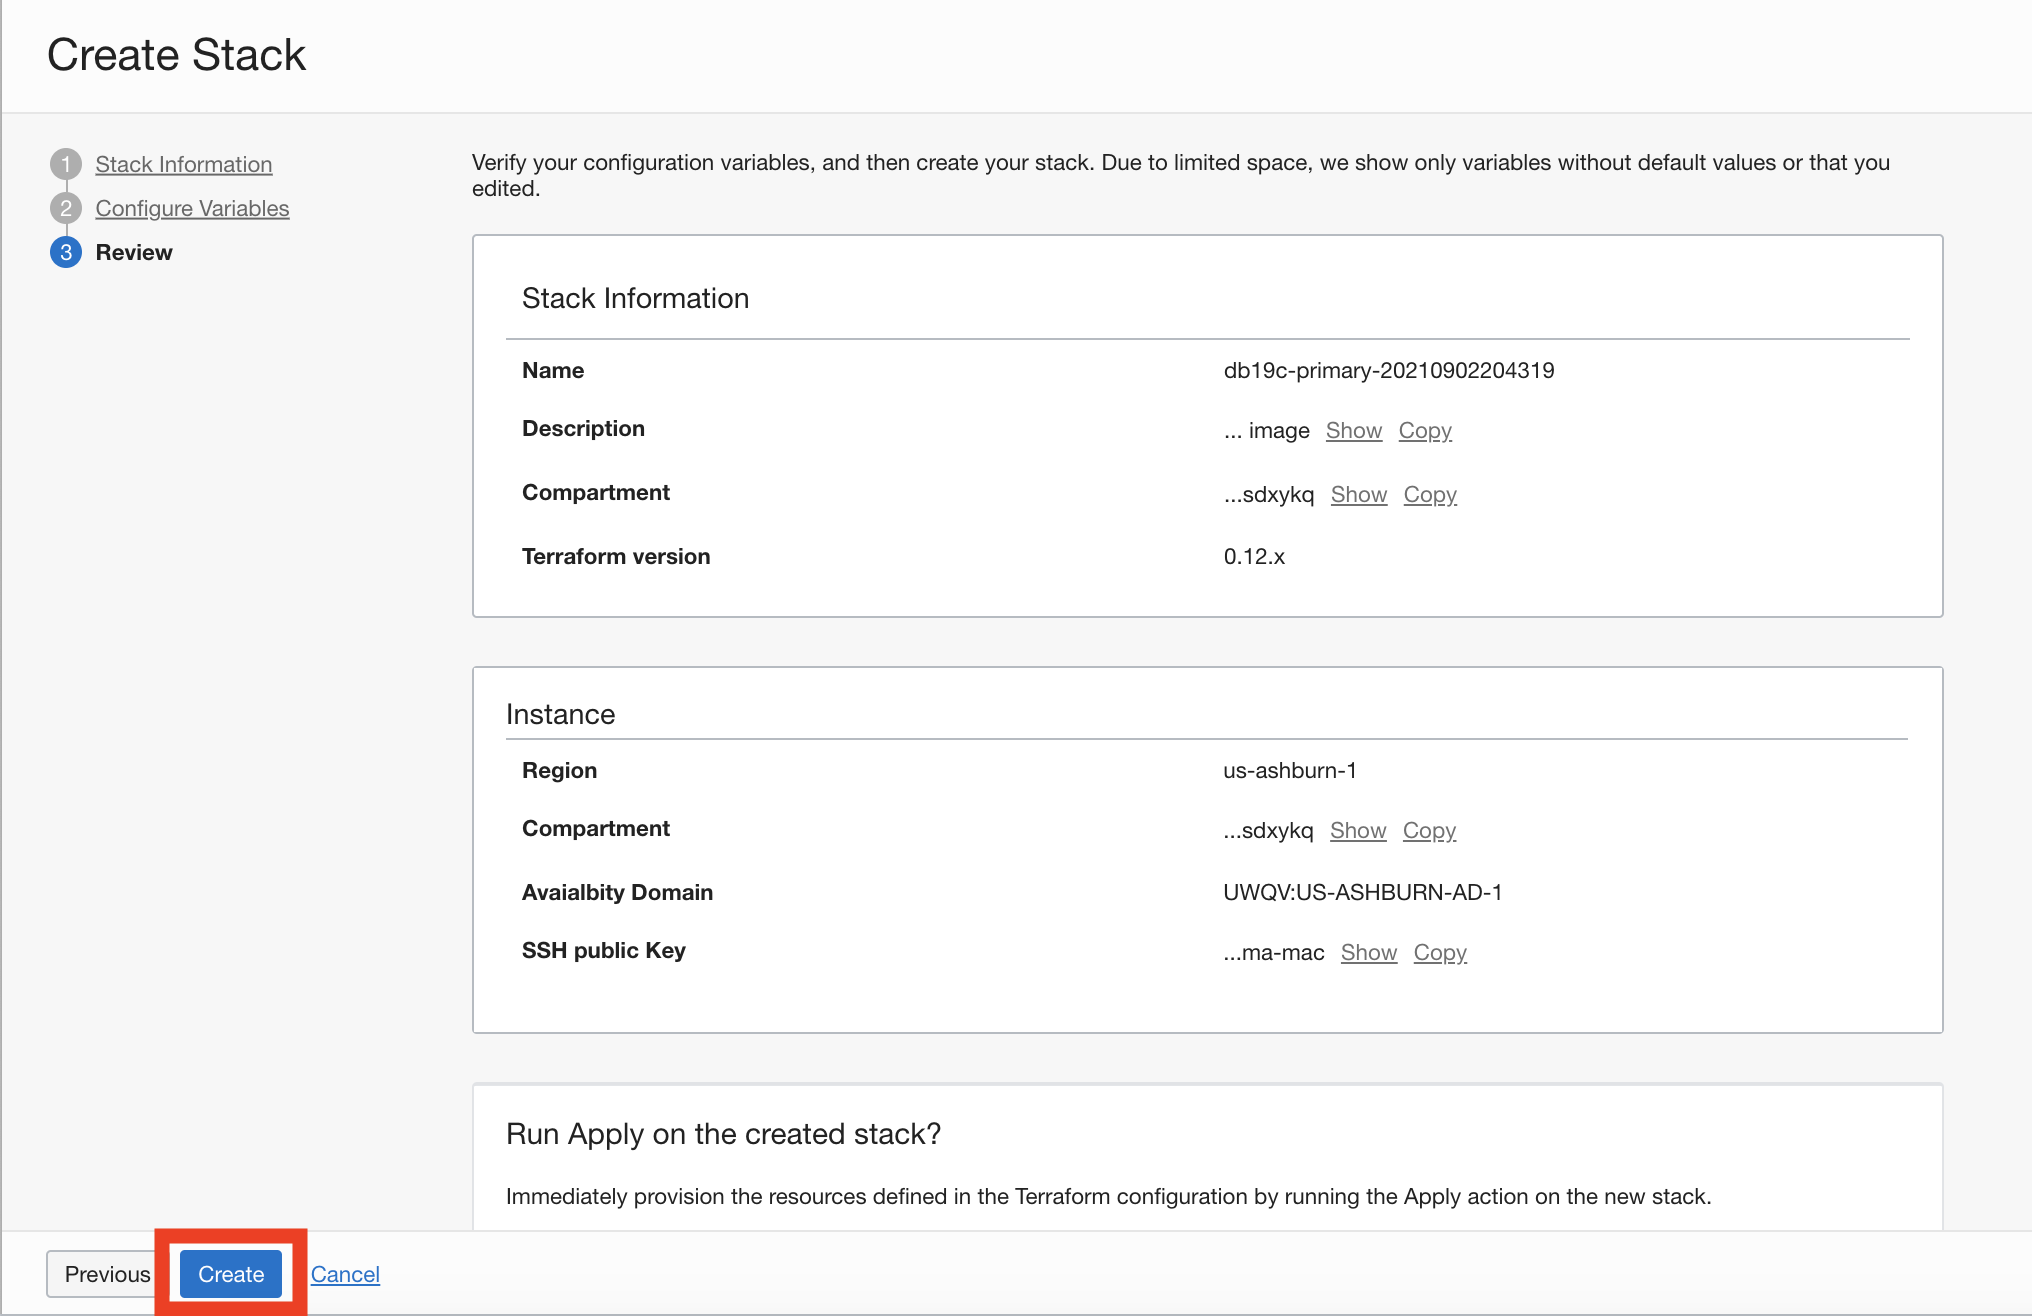 Create Stack
1 Stack Information
2 Configure Variables
3 Review
Verify your configuration variables, and then create your stack. Due to limited space, we show only variables without default values or that you
edited.
Stack Information
Name db19c-primary-20210902204319
Description ... image Show Copy
Compartment ...sdxykq Show Copy
Terraform version 0.12.x
Instance
Region us-ashburn-1
Compartment ...sdxykq Show Copy
Avaialbity Domain UWQV:US-ASHBURN-AD-1
SSH public Key ...ma-mac Show Copy
Run Apply on the created stack?
Immediately provision the resources defined in the Terraform configuration by running the Apply action on the new stack.
Previous Create Cancel